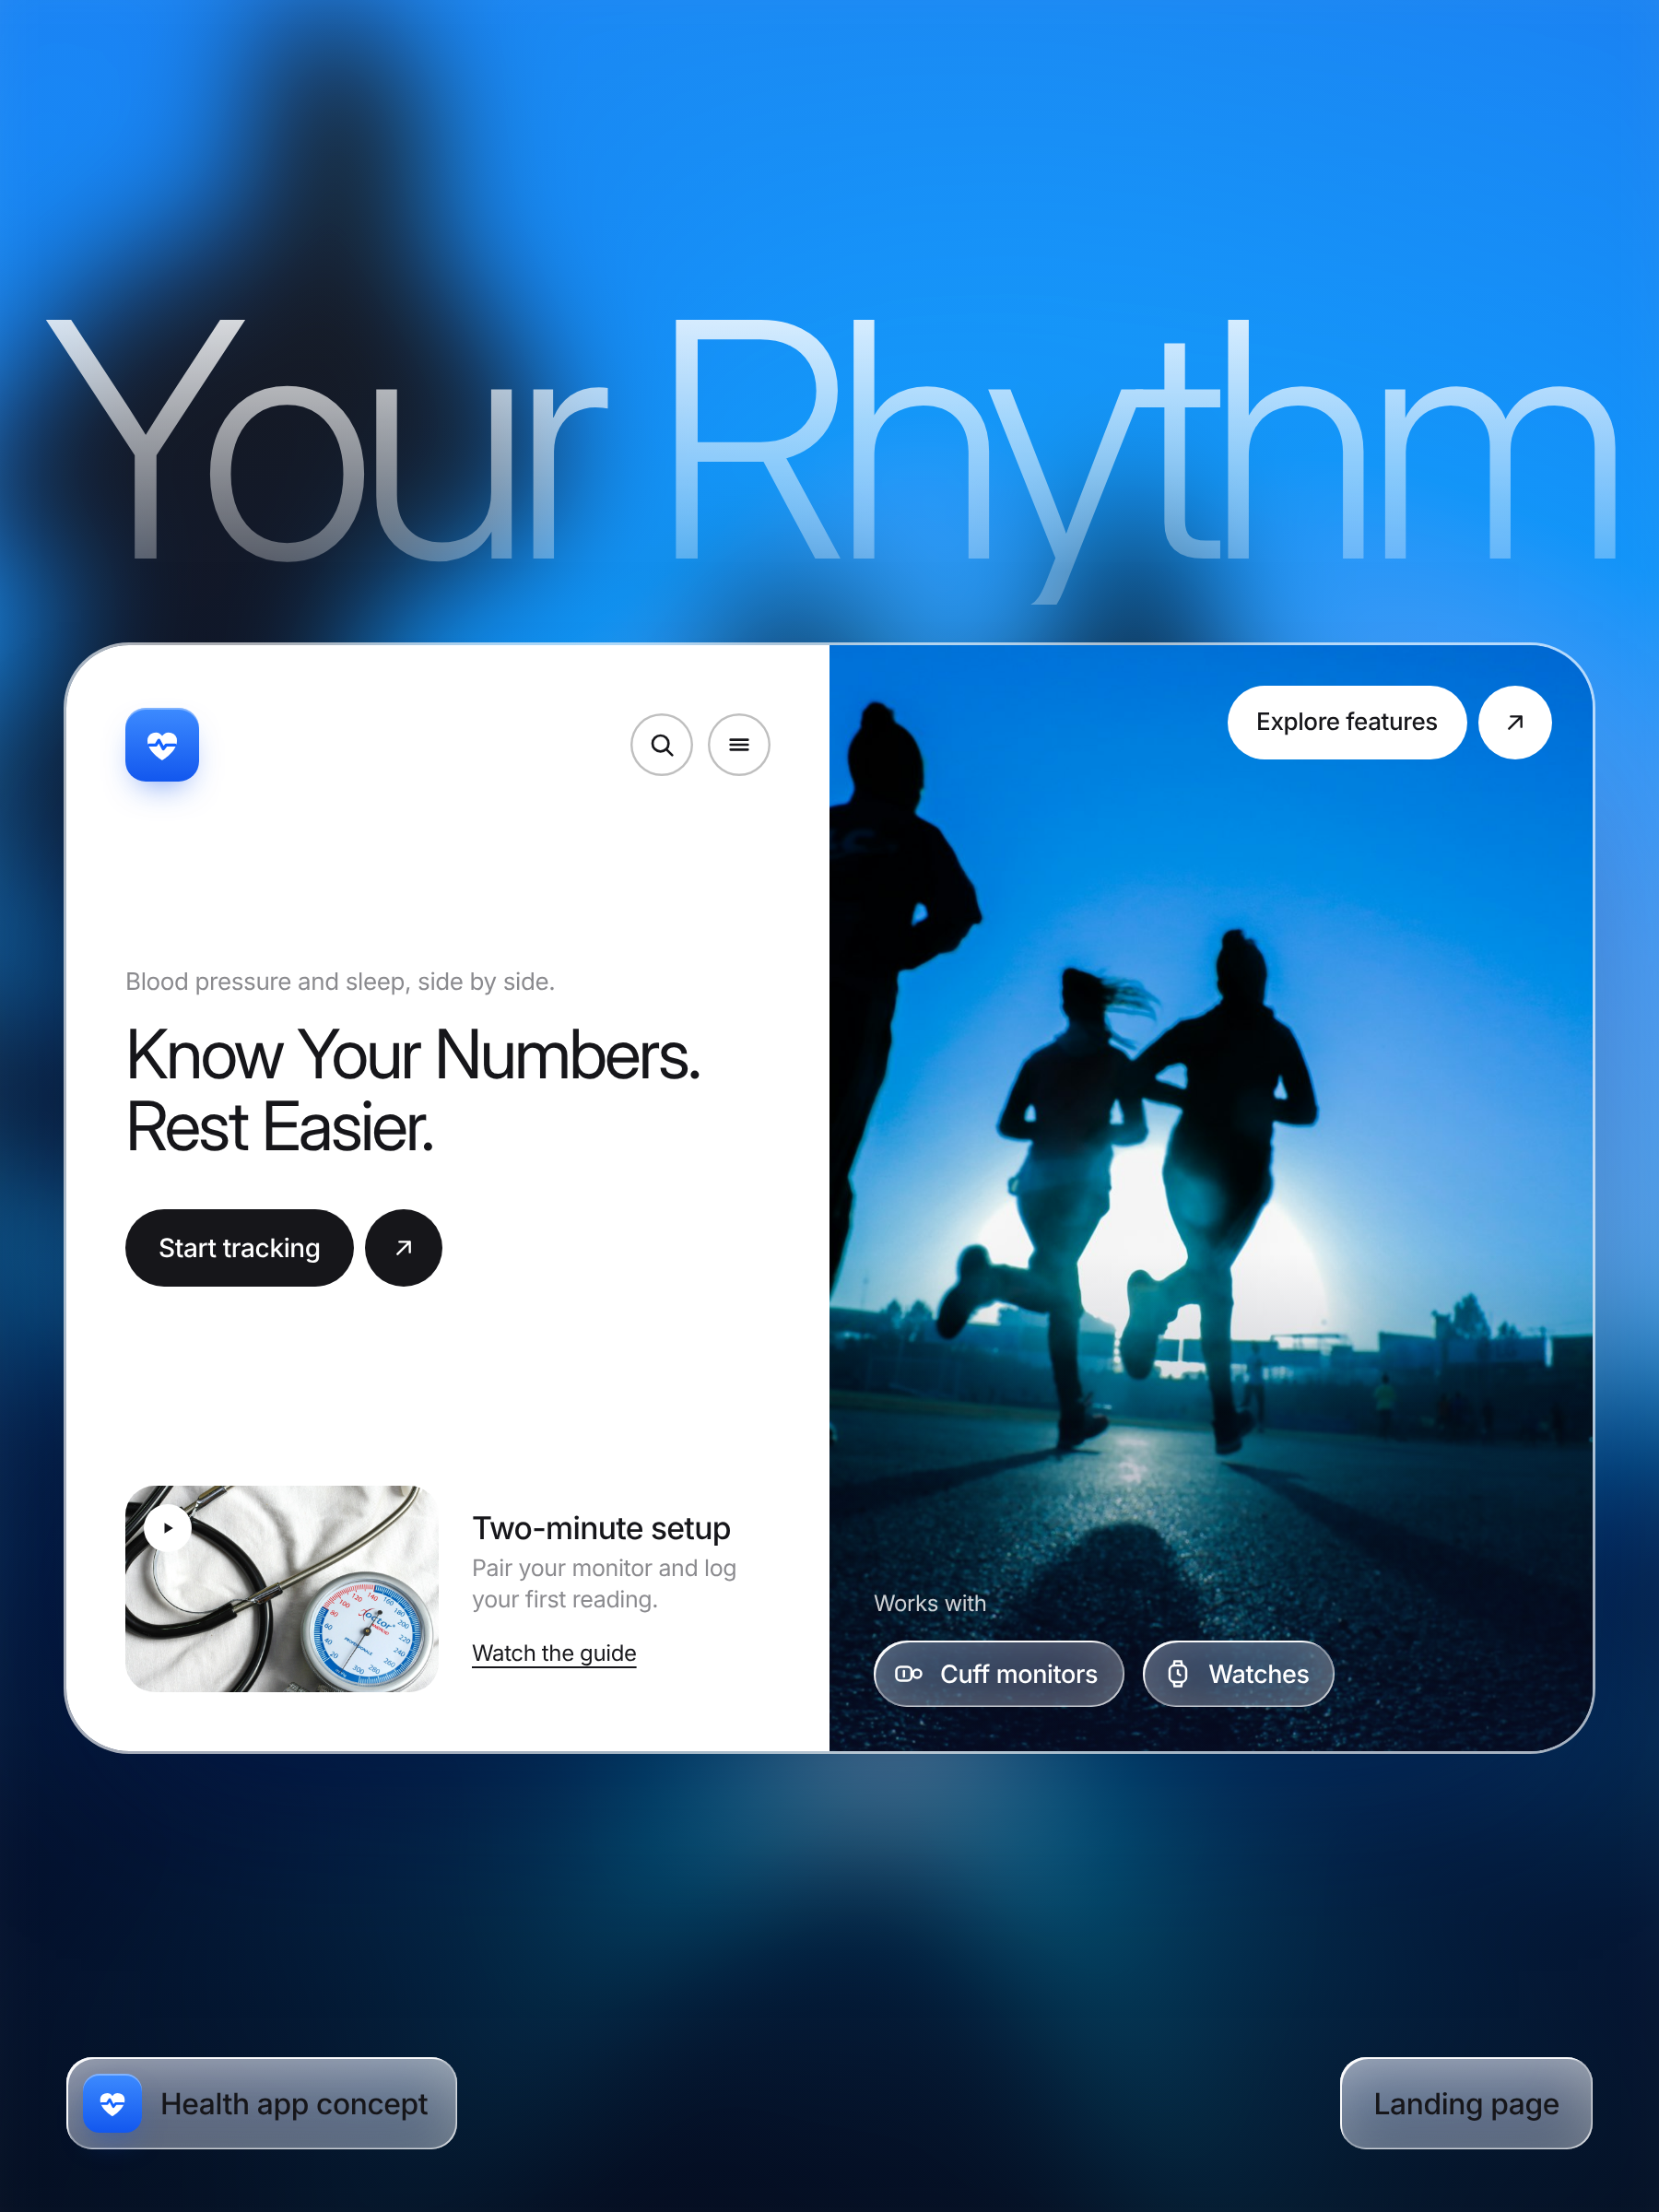 Your Rhythm
Explore features
Blood pressure and sleep, side by side.
Know Your Numbers.
Rest Easier.
Start tracking
Two-minute setup
Pair your monitor and log
your first reading.
Watch the guide
Works with
Cuff monitors
Watches
Health app concept
Landing page